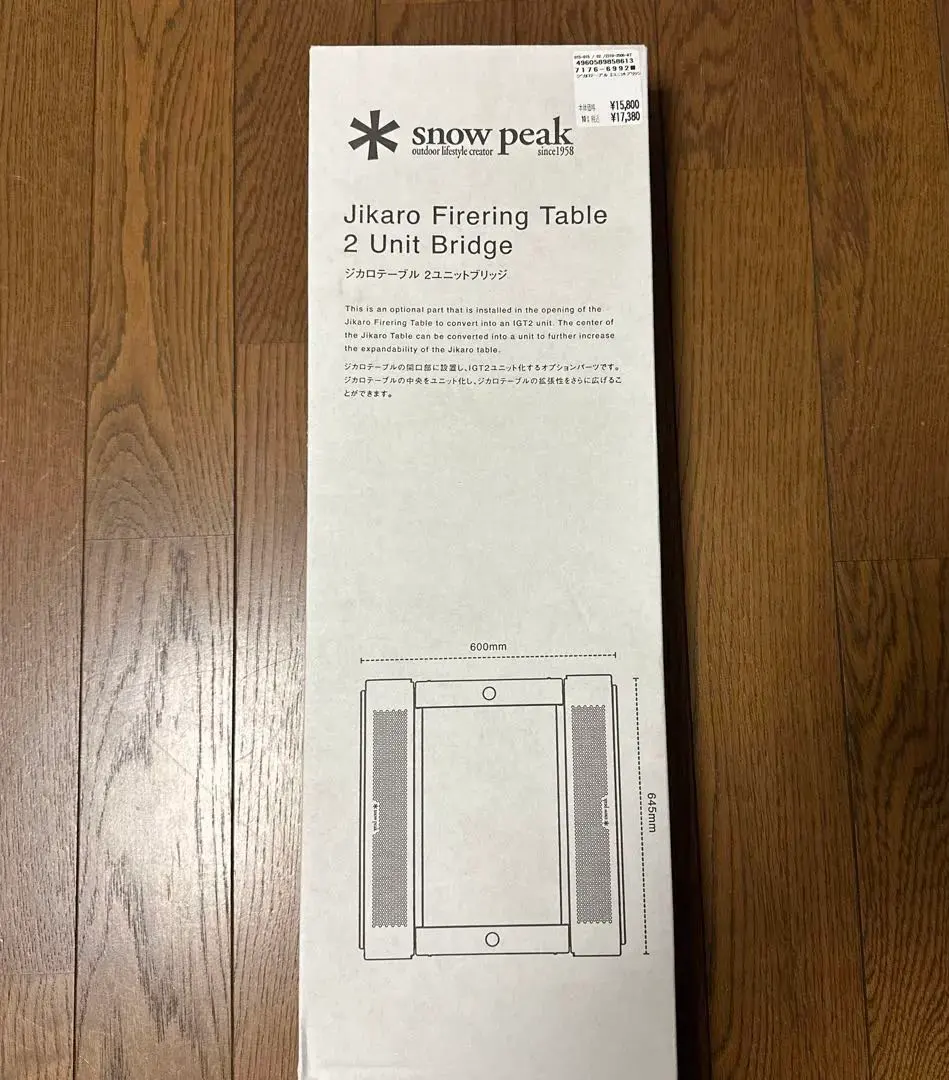 4960589858613
7176-6992
本体価格 ¥15,800
10%税込 ¥17,380
snow peak
outdoor lifestyle creator since1958
Jikaro Firering Table
2 Unit Bridge
ジカロテーブル 2ユニットブリッジ
This is an optional part that is installed in the opening of the
Jikaro Firering Table to convert into an IGT2 unit. The center of
the Jikaro Table can be converted into a unit to further increase
the expandability of the Jikaro table.
ジカロテーブルの開口部に設置し、IGT2ユニット化するオプションパーツです。
ジカロテーブルの中央をユニット化し、ジカロテーブルの拡張性をさらに広げるこ
とができます。
600mm
645mm
snow peak
snow peak